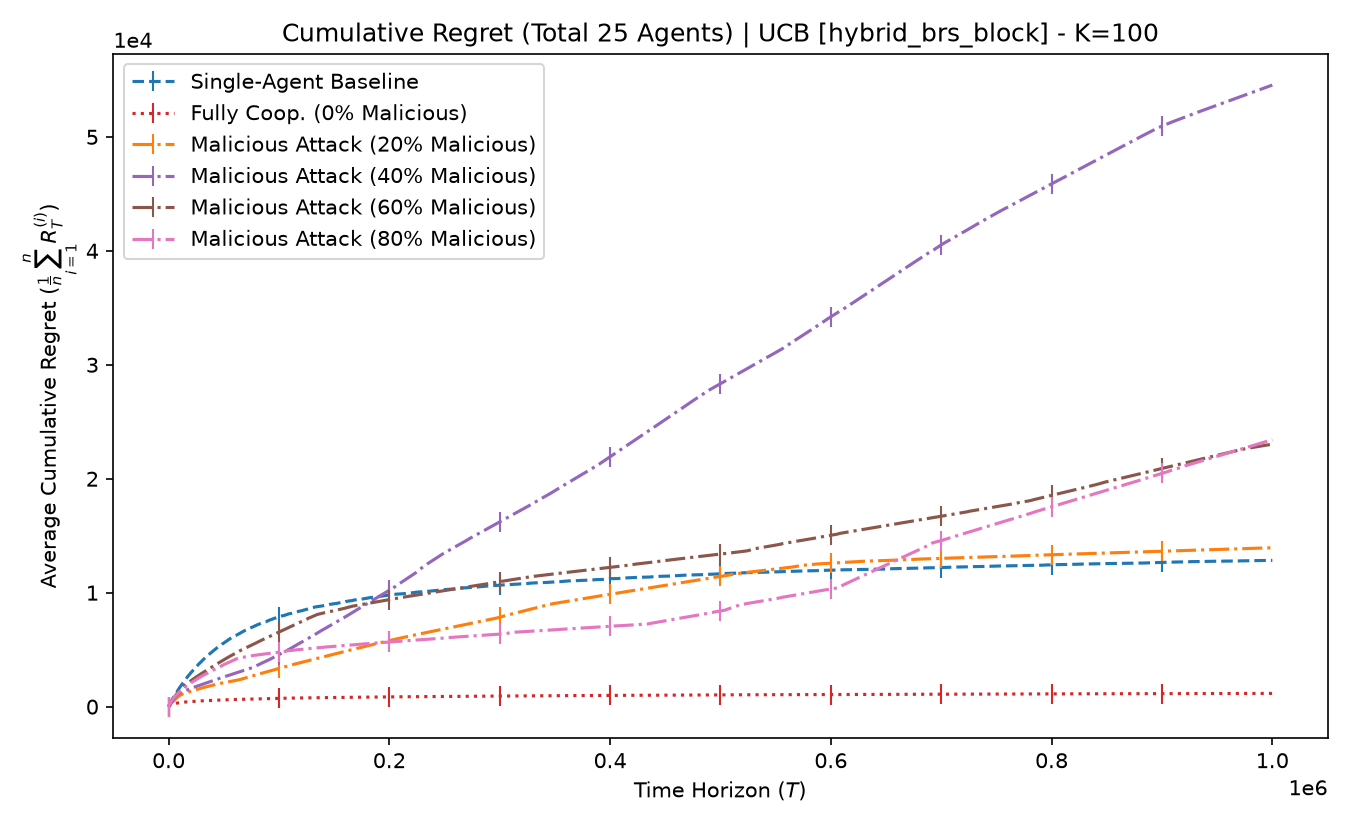 Cumulative Regret (Total 25 Agents) | UCB [hybrid_brs_block] - K=100
1e4
Single-Agent Baseline
Fully Coop. (0% Malicious)
Malicious Attack (20% Malicious)
Malicious Attack (40% Malicious)
Malicious Attack (60% Malicious)
Malicious Attack (80% Malicious)
Average Cumulative Regret ($\frac{1}{n}\sum_{i=1}^{n} R_T^{(i)}$)
5
4
3
2
1
0
0.0 0.2 0.4 0.6 0.8 1.0
1e6
Time Horizon (T)